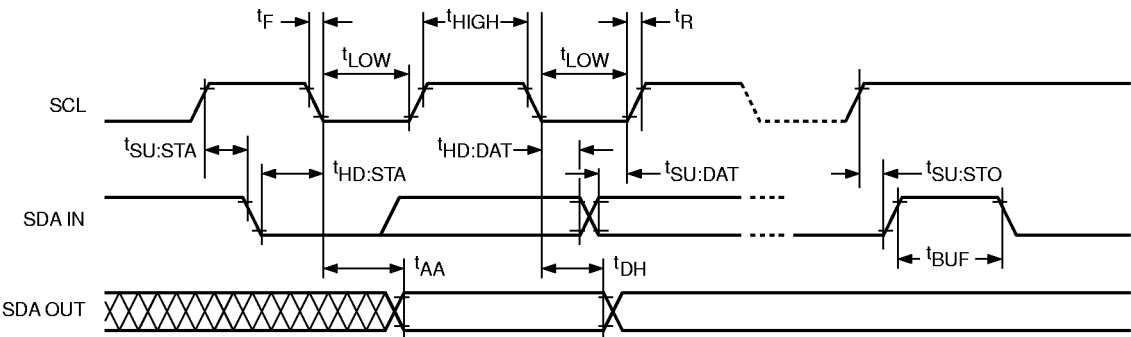 tF tHIGH tR
tLOW tLOW
SCL
tSU:STA tHD:DAT
tHD:STA tSU:DAT tSU:STO
SDA IN
tBUF
tAA tDH
SDA OUT